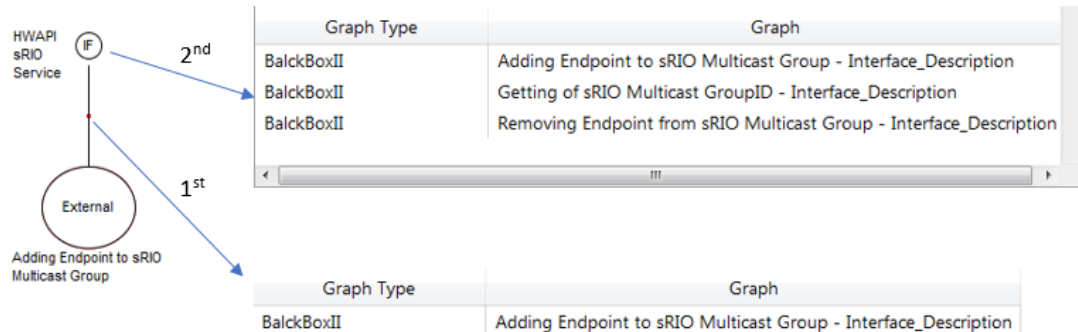 HWAPI
sRIO
Service
IF
2nd
Graph Type Graph
BalckBoxII Adding Endpoint to sRIO Multicast Group - Interface_Description
BalckBoxII Getting of sRIO Multicast GroupID - Interface_Description
BalckBoxII Removing Endpoint from sRIO Multicast Group - Interface_Description
1st
External
Adding Endpoint to sRIO
Multicast Group
Graph Type Graph
BalckBoxII Adding Endpoint to sRIO Multicast Group - Interface_Description